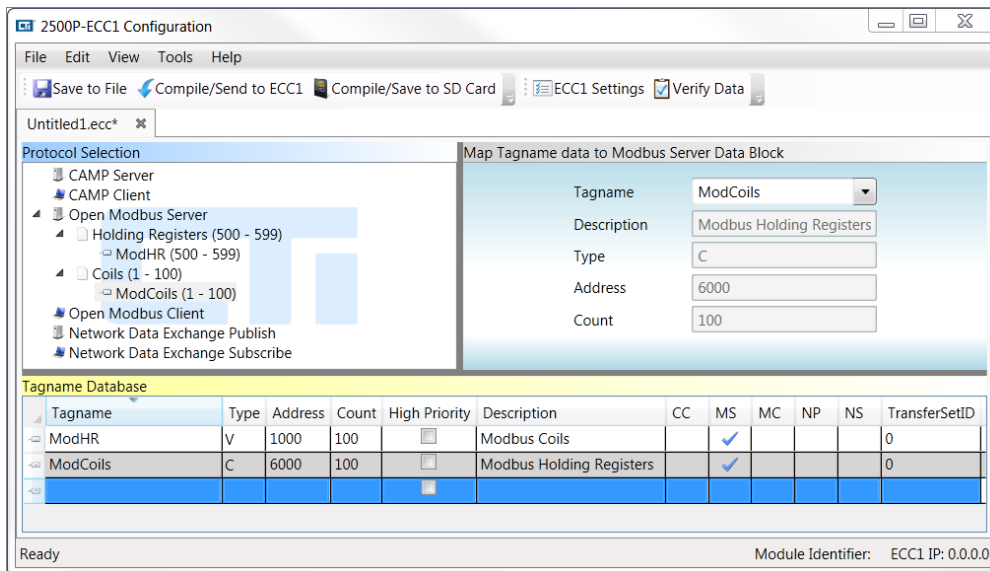 CTI 2500P-ECC1 Configuration
File Edit View Tools Help
Save to File Compile/Send to ECC1 Compile/Save to SD Card ECC1 Settings Verify Data
Untitled1.ecc*
Protocol Selection
CAMP Server
CAMP Client
Open Modbus Server
Holding Registers (500 - 599)
ModHR (500 - 599)
Coils (1 - 100)
ModCoils (1 - 100)
Open Modbus Client
Network Data Exchange Publish
Network Data Exchange Subscribe
Map Tagname data to Modbus Server Data Block
Tagname ModCoils
Description Modbus Holding Registers
Type C
Address 6000
Count 100
Tagname Database
Tagname Type Address Count High Priority Description CC MS MC NP NS TransferSetID
ModHR V 1000 100 Modbus Coils 0
ModCoils C 6000 100 Modbus Holding Registers 0
Ready Module Identifier: ECC1 IP: 0.0.0.0